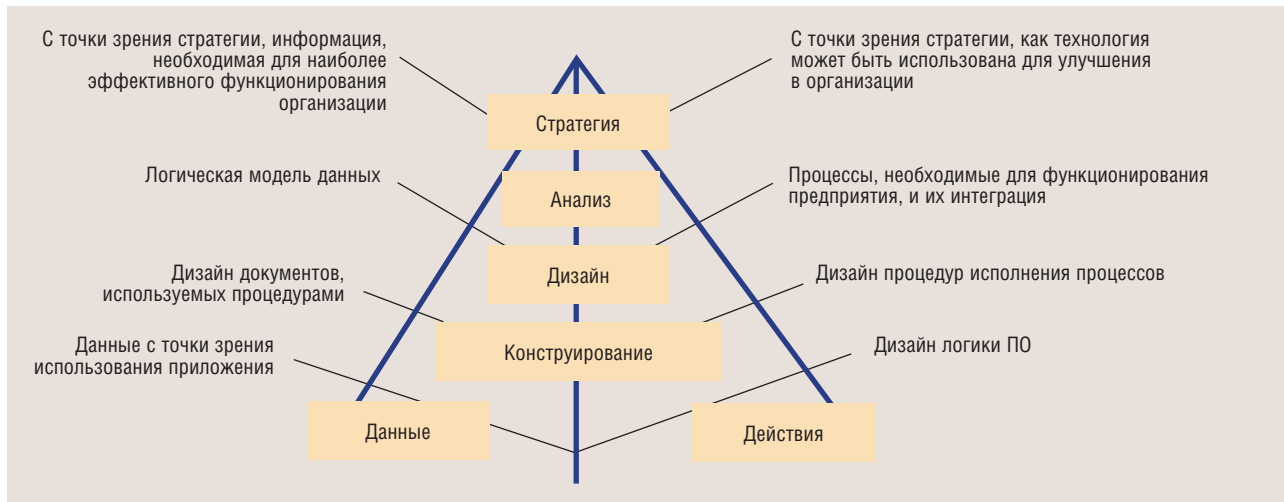 С точки зрения стратегии, информация,
необходимая для наиболее
эффективного функционирования
организации
С точки зрения стратегии, как технология
может быть использована для улучшения
в организации
Стратегия
Логическая модель данных
Анализ
Процессы, необходимые для функционирования
предприятия, и их интеграция
Дизайн
Дизайн документов,
используемых процедурами
Дизайн процедур исполнения процессов
Конструирование
Данные с точки зрения
использования приложения
Дизайн логики ПО
Данные
Действия